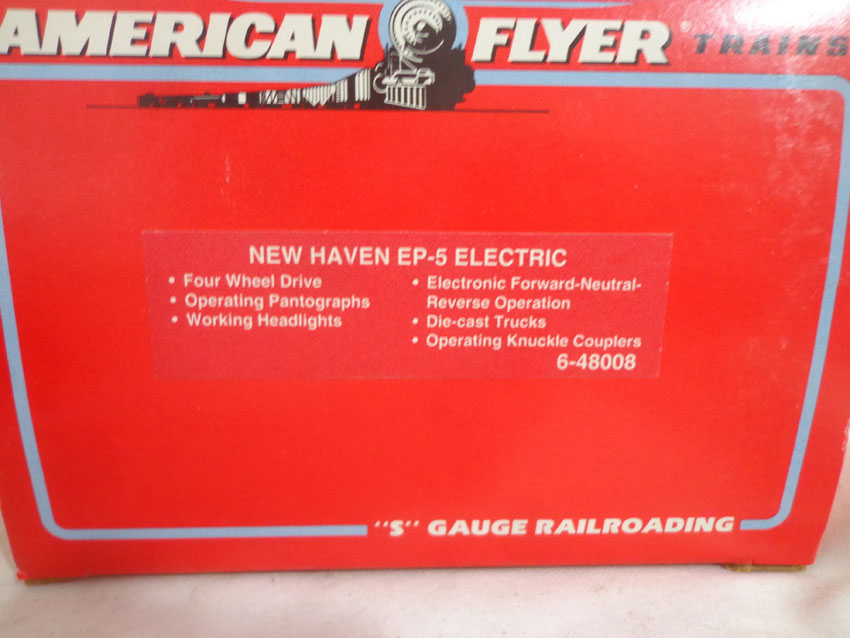 AMERICAN FLYER TRAINS
NEW HAVEN EP-5 ELECTRIC
• Four Wheel Drive
• Operating Pantographs
• Working Headlights
• Electronic Forward-Neutral-
Reverse Operation
• Die-cast Trucks
• Operating Knuckle Couplers
6-48008
"S" GAUGE RAILROADING